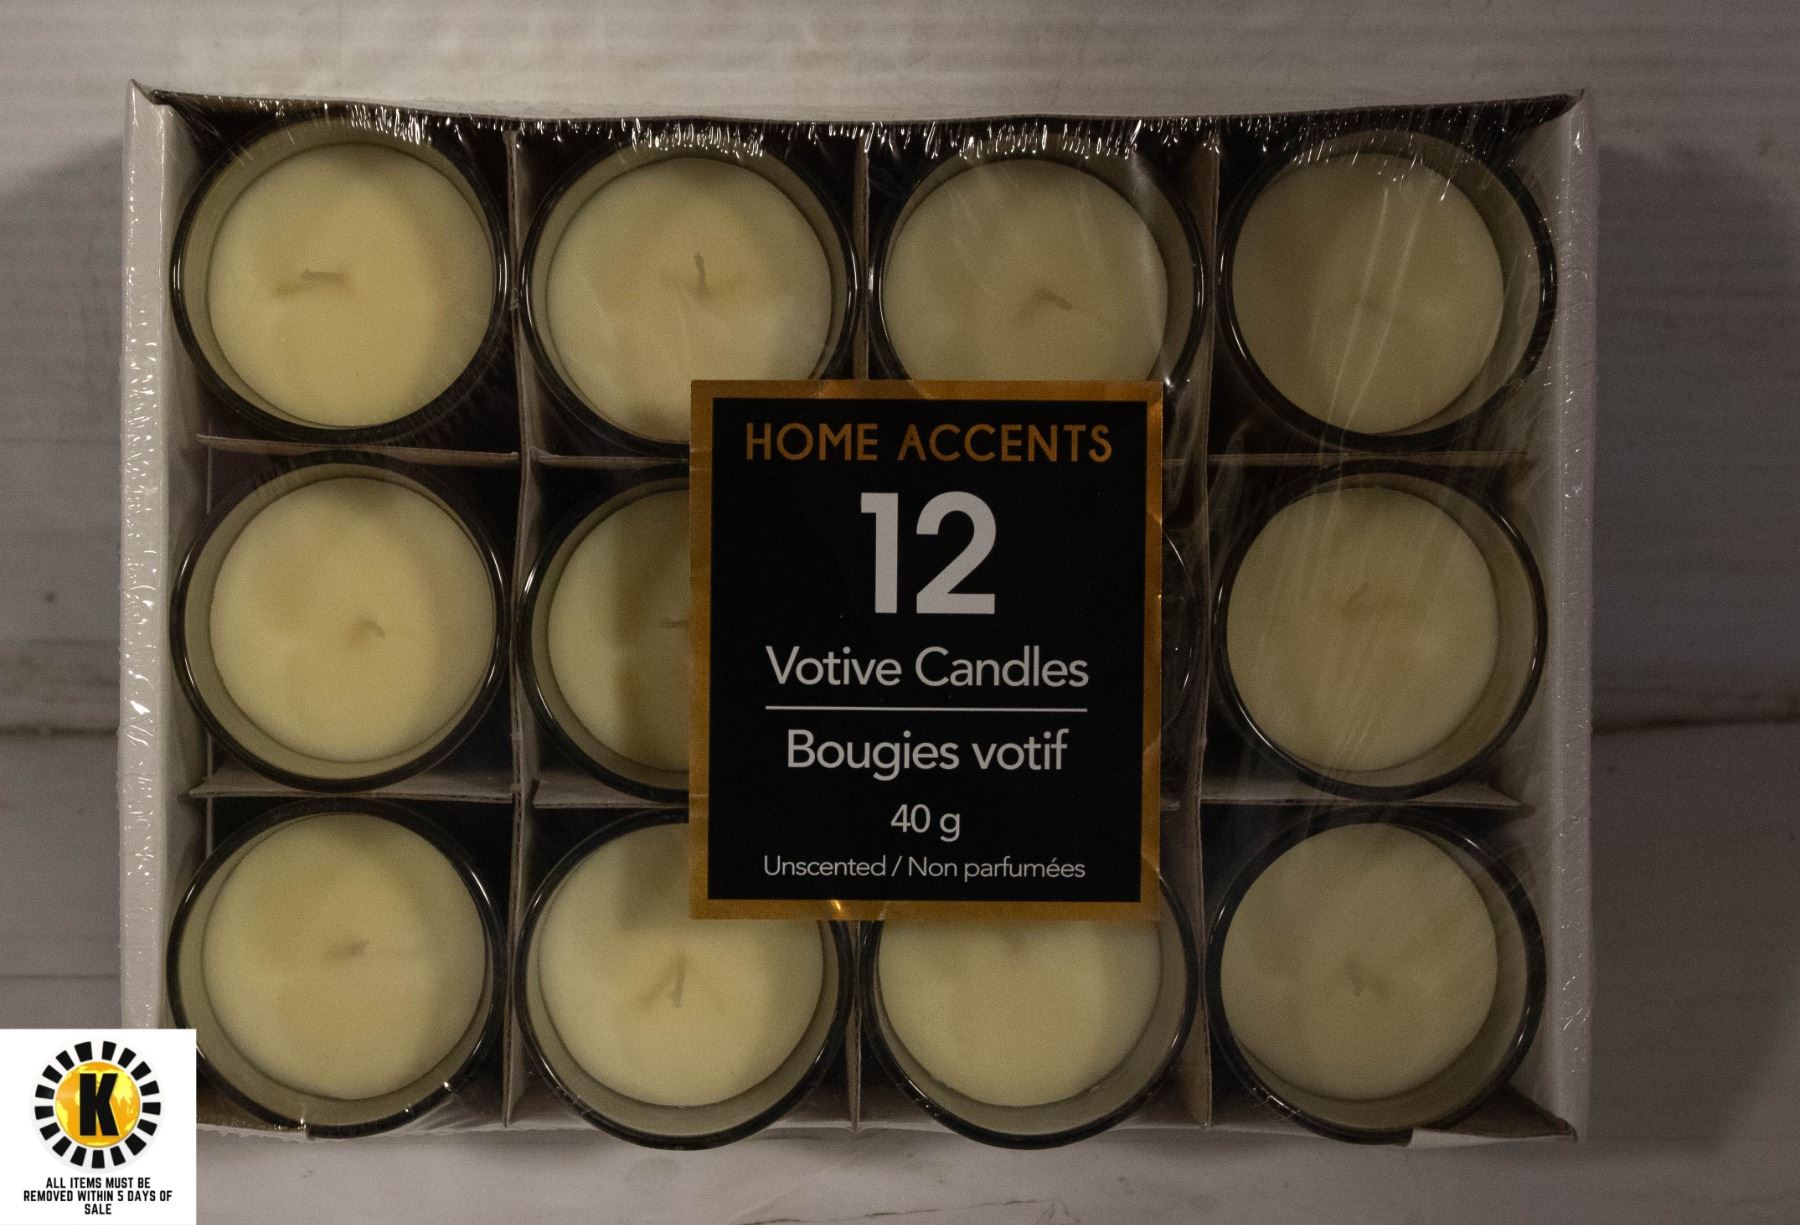 HOME ACCENTS
12
Votive Candles
Bougies votif
40 g
Unscented / Non parfumées
K
ALL ITEMS MUST BE
REMOVED WITHIN 5 DAYS OF
SALE